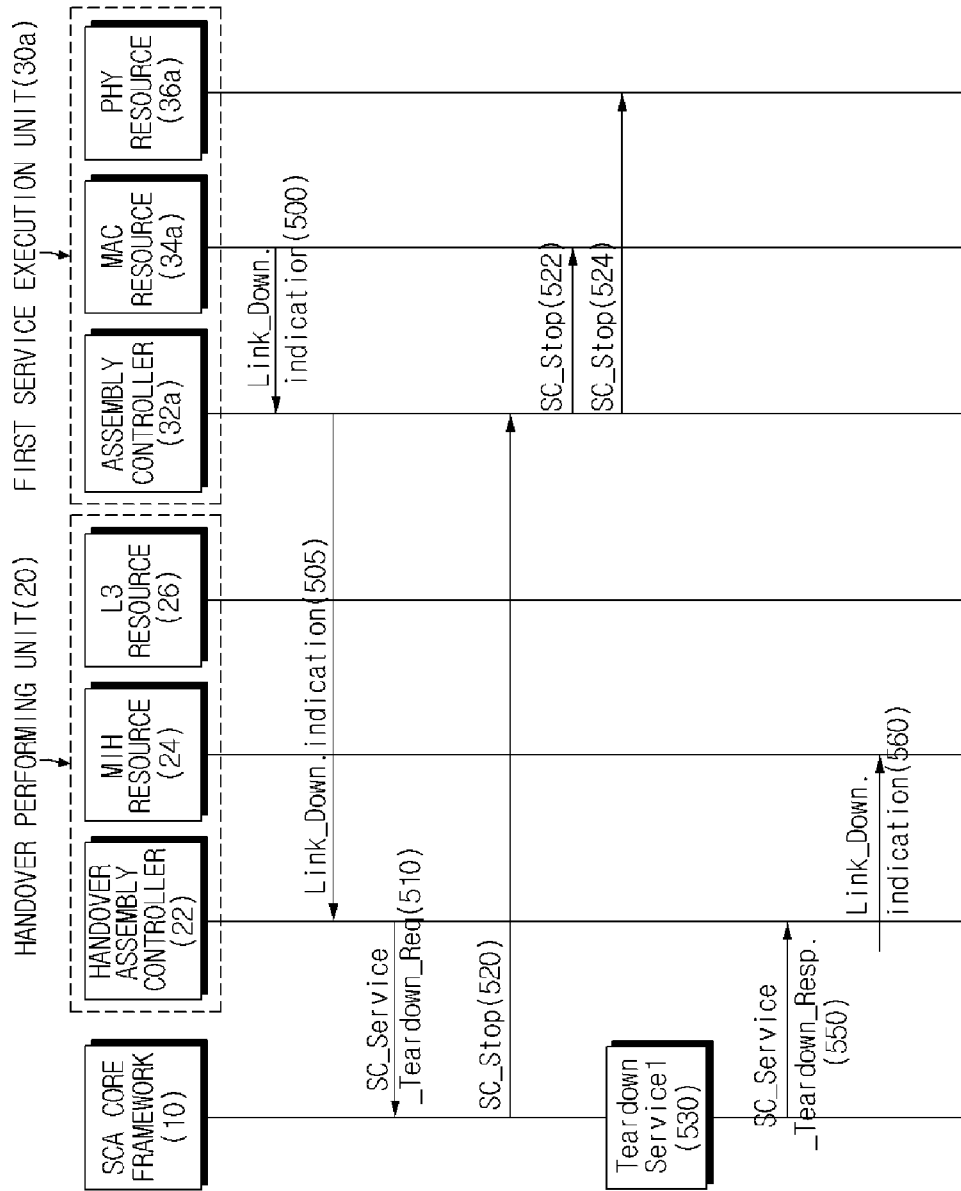 HANDOVER PERFORMING UNIT(20)
FIRST SERVICE EXECUTION UNIT(30a)
SCA CORE
FRAMEWORK
(10)
HANDOVER
ASSEMBLY
CONTROLLER
(22)
MIH
RESOURCE
(24)
L3
RESOURCE
(26)
ASSEMBLY
CONTROLLER
(32a)
MAC
RESOURCE
(34a)
PHY
RESOURCE
(36a)
Link_Down.
indication(500)
Link_Down.indication(505)
SC_Service
_Teardown_Req(510)
SC_Stop(520)
SC_Stop(522)
SC_Stop(524)
Teardown
Service1
(530)
SC_Service
_Teardown_Resp.
(550)
Link_Down.
indication(560)